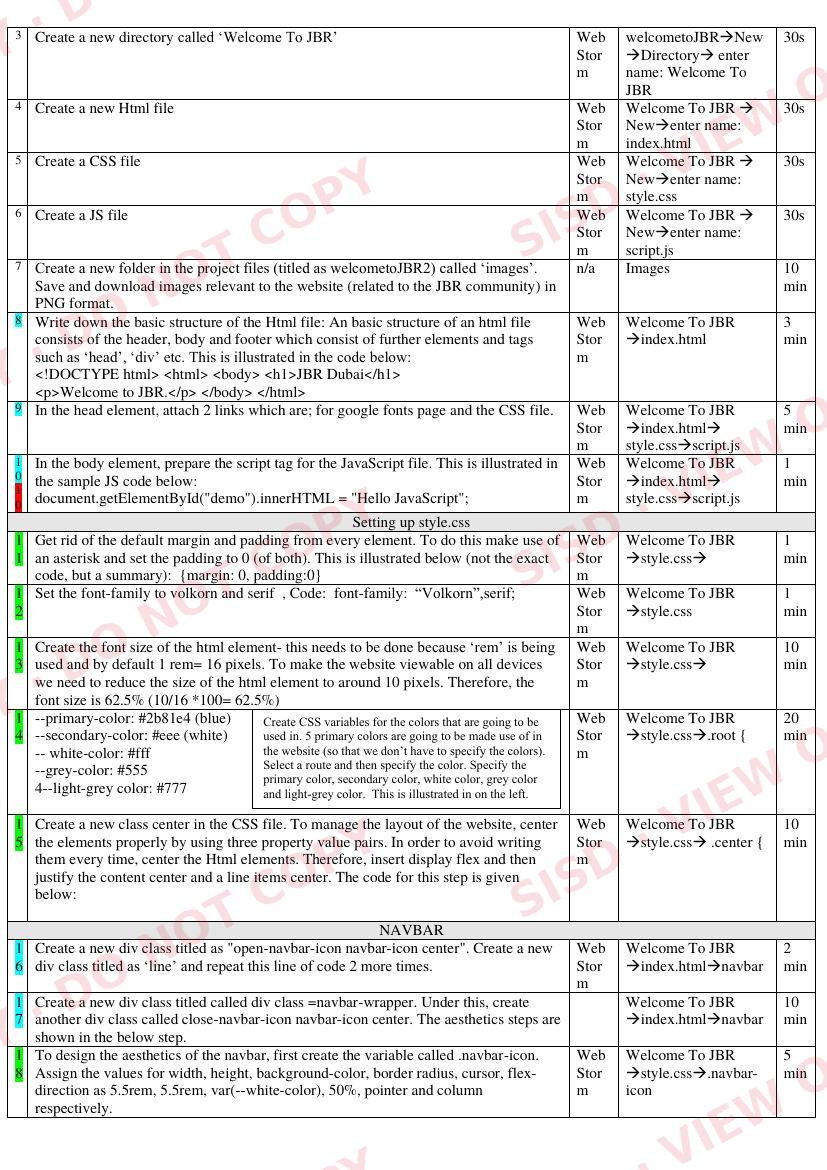 3 Create a new directory called ‘Welcome To JBR’ Web welcometoJBR→New 30s
Stor →Directory→ enter
m name: Welcome To
JBR
4 Create a new Html file Web Welcome To JBR → 30s
Stor New→enter name:
m index.html
5 Create a CSS file Web Welcome To JBR → 30s
Stor New→enter name:
m style.css
6 Create a JS file Web Welcome To JBR → 30s
Stor New→enter name:
m script.js
7 Create a new folder in the project files (titled as welcometoJBR2) called ‘images’. n/a Images 10
Save and download images relevant to the website (related to the JBR community) in min
PNG format.
8 Write down the basic structure of the Html file: An basic structure of an html file Web Welcome To JBR 3
consists of the header, body and footer which consist of further elements and tags Stor →index.html min
such as ‘head’, ‘div’ etc. This is illustrated in the code below: m
<!DOCTYPE html> <html> <body> <h1>JBR Dubai</h1>
<p>Welcome to JBR.</p> </body> </html>
9 In the head element, attach 2 links which are; for google fonts page and the CSS file. Web Welcome To JBR 5
Stor →index.html→ min
m style.css→script.js
1 In the body element, prepare the script tag for the JavaScript file. This is illustrated in Web Welcome To JBR 1
0 the sample JS code below: Stor →index.html→ min
1 document.getElementById("demo").innerHTML = "Hello JavaScript"; m style.css→script.js
0
Setting up style.css
1 Get rid of the default margin and padding from every element. To do this make use of Web Welcome To JBR 1
1 an asterisk and set the padding to 0 (of both). This is illustrated below (not the exact Stor →style.css→ min
code, but a summary): {margin: 0, padding:0} m
1 Set the font-family to volkorn and serif , Code: font-family: “Volkorn”,serif; Web Welcome To JBR 1
2 Stor →style.css min
m
1 Create the font size of the html element- this needs to be done because ‘rem’ is being Web Welcome To JBR 10
3 used and by default 1 rem= 16 pixels. To make the website viewable on all devices Stor →style.css→ min
we need to reduce the size of the html element to around 10 pixels. Therefore, the m
font size is 62.5% (10/16 *100= 62.5%)
1 --primary-color: #2b81e4 (blue) Web Welcome To JBR 20
4 --secondary-color: #eee (white) Stor →style.css→.root { min
-- white-color: #fff m
--grey-color: #555
4--light-grey color: #777
Create CSS variables for the colors that are going to be
used in. 5 primary colors are going to be made use of in
the website (so that we don’t have to specify the colors).
Select a route and then specify the color. Specify the
primary color, secondary color, white color, grey color
and light-grey color. This is illustrated in on the left.
1 Create a new class center in the CSS file. To manage the layout of the website, center Web Welcome To JBR 10
5 the elements properly by using three property value pairs. In order to avoid writing Stor →style.css→ .center { min
them every time, center the Html elements. Therefore, insert display flex and then m
justify the content center and a line items center. The code for this step is given
below:
NAVBAR
1 Create a new div class titled as "open-navbar-icon navbar-icon center". Create a new Web Welcome To JBR 2
6 div class titled as ‘line’ and repeat this line of code 2 more times. Stor →index.html→navbar min
m
1 Create a new div class titled called div class =navbar-wrapper. Under this, create Welcome To JBR 10
7 another div class called close-navbar-icon navbar-icon center. The aesthetics steps are →index.html→navbar min
shown in the below step.
1 To design the aesthetics of the navbar, first create the variable called .navbar-icon. Web Welcome To JBR 5
8 Assign the values for width, height, background-color, border radius, cursor, flex- Stor →style.css→.navbar- min
direction as 5.5rem, 5.5rem, var(--white-color), 50%, pointer and column m icon
respectively.